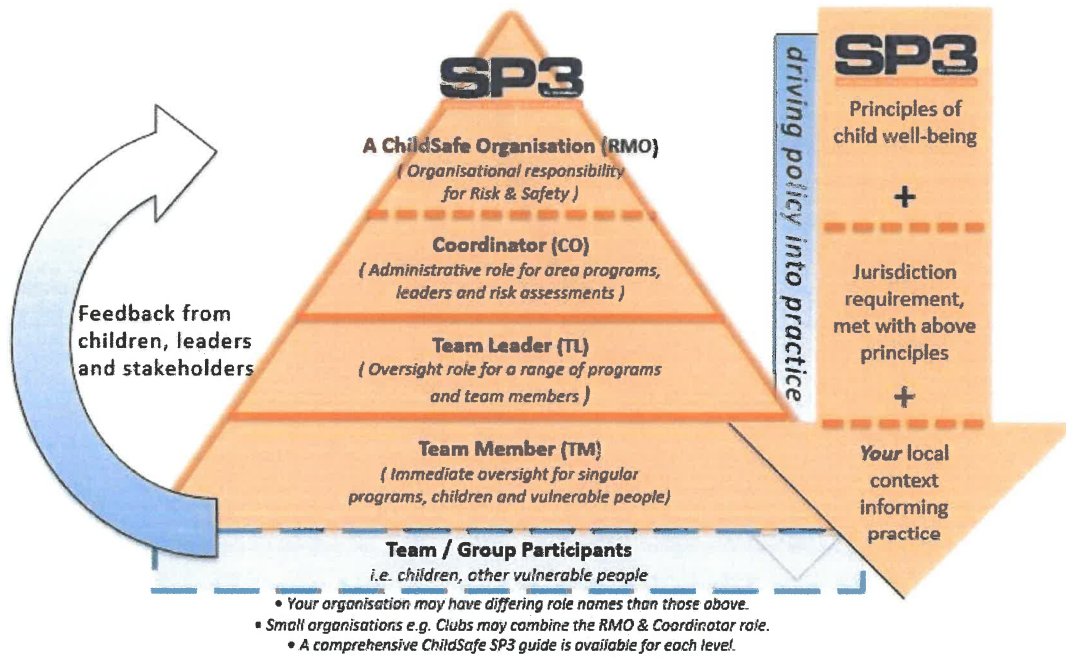 SP3
A ChildSafe Organisation (RMO)
( Organisational responsibility
for Risk & Safety )
Coordinator (CO)
( Administrative role for area programs,
leaders and risk assessments )
Team Leader (TL)
( Oversight role for a range of programs
and team members )
Team Member (TM)
( Immediate oversight for singular
programs, children and vulnerable people)
Team / Group Participants
i.e. children, other vulnerable people
• Your organisation may have differing role names than those above.
• Small organisations e.g. Clubs may combine the RMO & Coordinator role.
• A comprehensive ChildSafe SP3 guide is available for each level.
Feedback from
children, leaders
and stakeholders
driving policy into practice
SP3
Principles of
child well-being
+
Jurisdiction
requirement,
met with above
principles
+
Your local
context
informing
practice